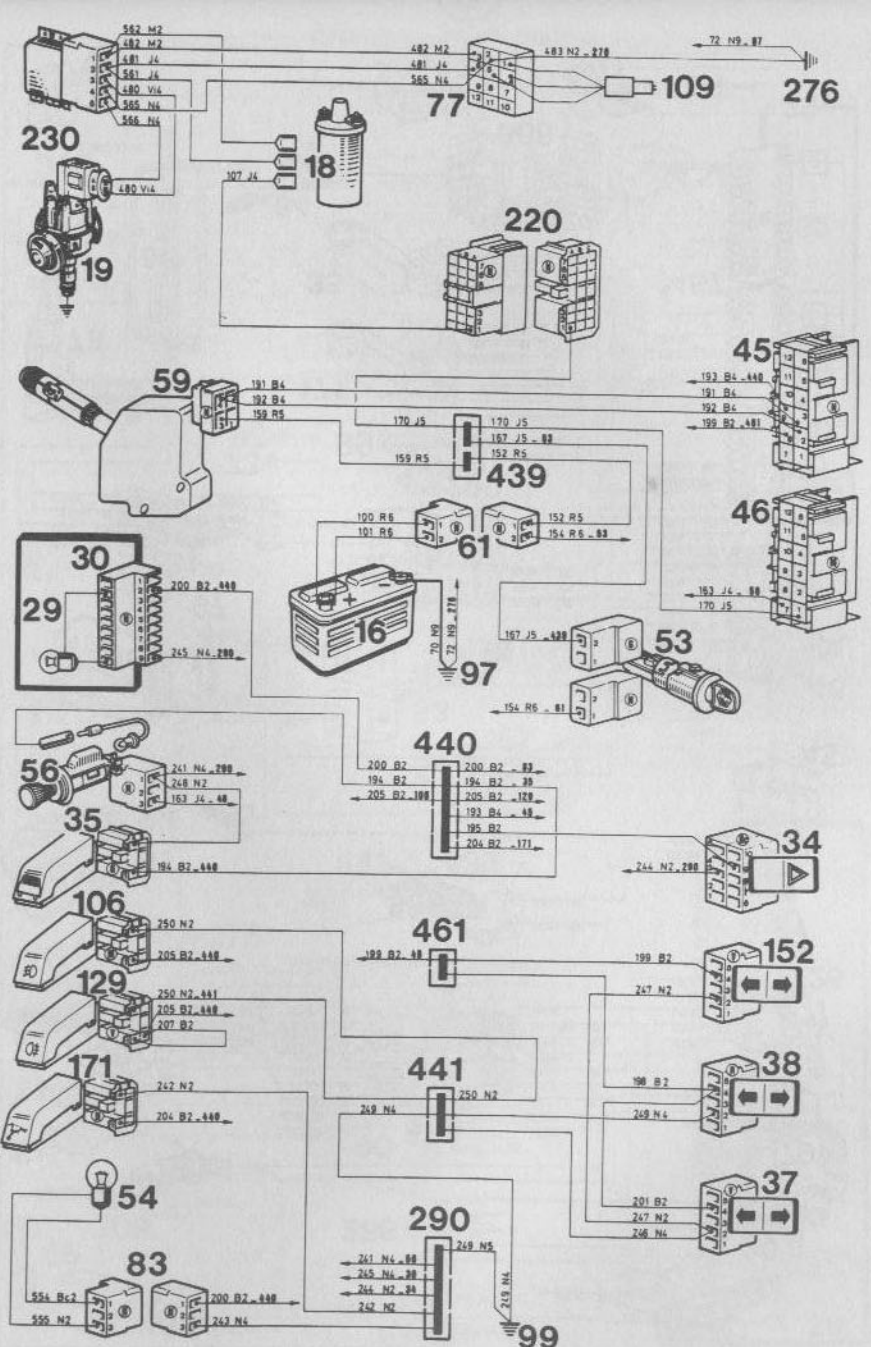 562 M2
482 M2
481 J4
561 J4
480 Vi4
565 N4
566 N4
230
480 Vi4
19
107 J4
18
482 M2
481 J4
565 N4
77
483 N2 _ 276
109
72 N9 _ 97
276
220
59
191 B4
192 B4
159 R5
170 J5
159 R5
439
170 J5
167 J5 _ 53
152 R5
45
193 B4 _ 440
191 B4
192 B4
199 B2 _ 461
46
163 J4 _ 56
170 J5
100 R6
101 R6
61
152 R5
154 R6 _ 53
16
70 N9
72 N9 _ 276
97
167 J5 _ 439
154 R6 _ 61
53
30
29
200 B2 _ 440
245 N4 _ 290
56
241 N4 _ 290
248 N2
163 J4 _ 46
35
194 B2 _ 440
440
200 B2
194 B2
205 B2 _ 106
200 B2 _ 83
194 B2 _ 35
205 B2 _ 129
193 B4 _ 45
195 B2
204 B2 _ 171
34
244 N2 _ 290
106
250 N2
205 B2 _ 440
129
250 N2 _ 441
205 B2 _ 440
207 B2
171
242 N2
204 B2 _ 440
461
199 B2 _ 45
199 B2
247 N2
152
441
249 N4
250 N2
198 B2
249 N4
38
201 B2
247 N2
246 N4
37
54
83
554 Bc2
555 N2
200 B2 _ 440
243 N4
290
241 N4 _ 56
245 N4 _ 30
244 N2 _ 34
242 N2
249 N5
249 N4
99